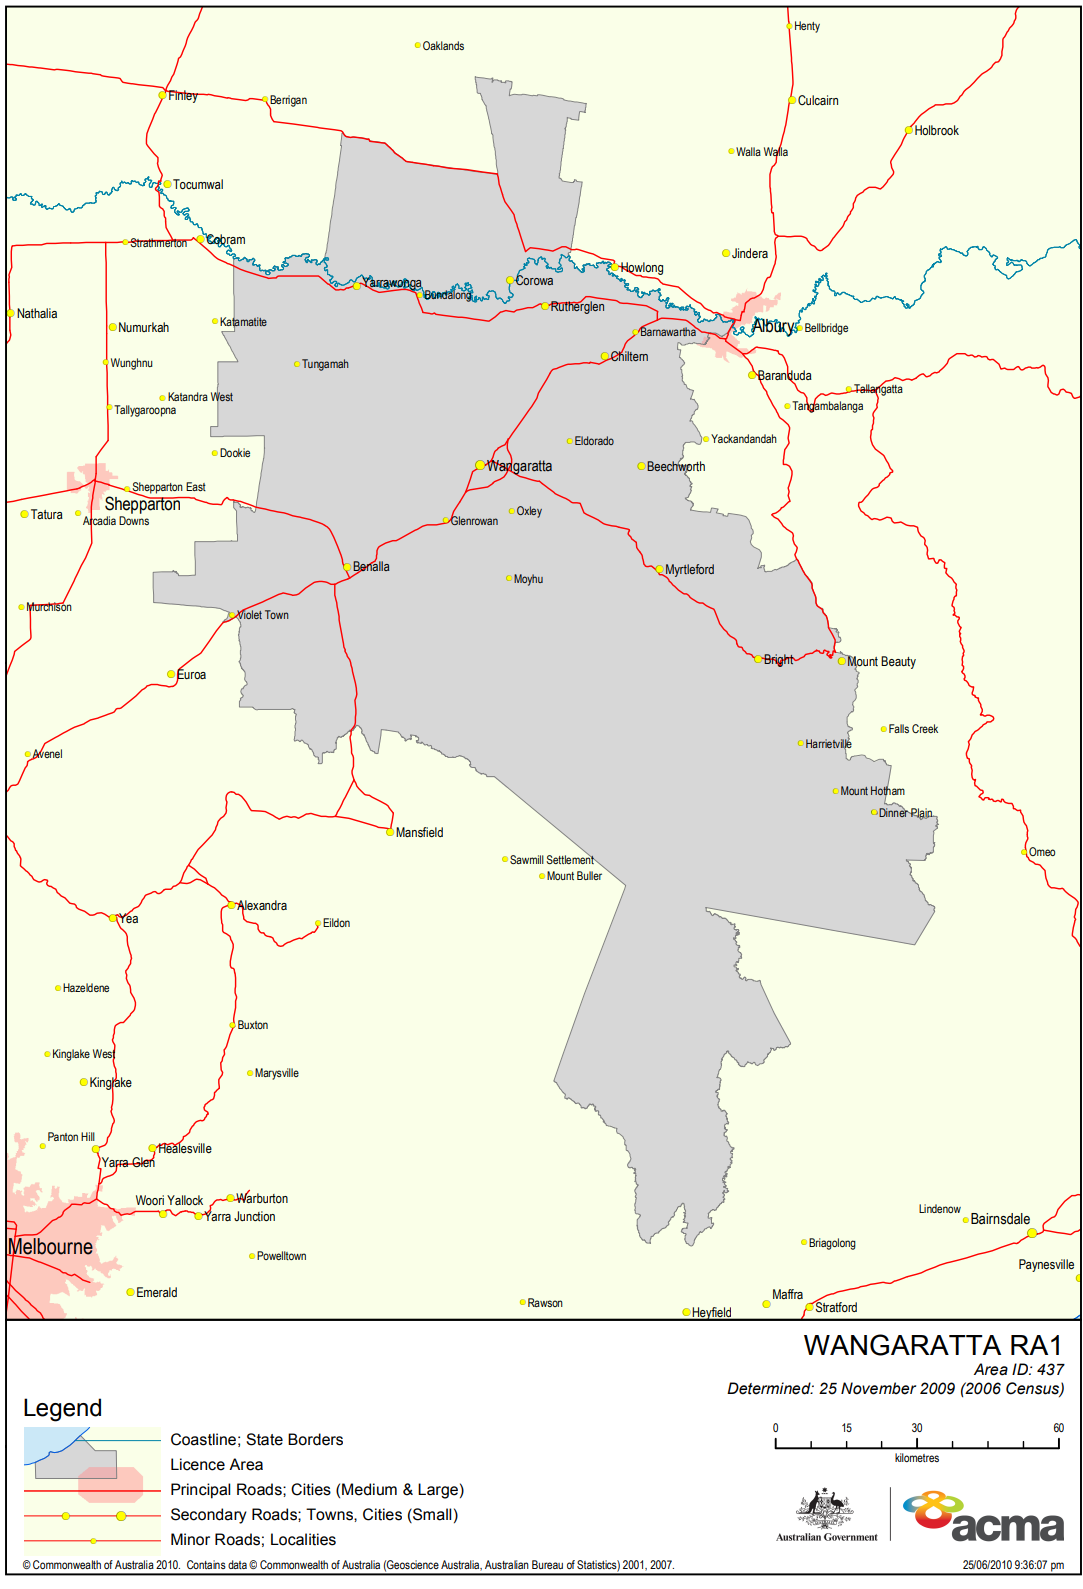 Henty
Oaklands
Finley
Berrigan
Culcairn
Holbrook
Walla Walla
Tocumwal
Strathmerton
Cobram
Jindera
Howlong
Yarrawonga
Corowa
Bundalong
Rutherglen
Nathalia
Numurkah
Katamatite
Albury
Bellbridge
Barnawartha
Wunghnu
Tungamah
Chiltern
Baranduda
Tallangatta
Katandra West
Tallygaroopna
Tangambalanga
Eldorado
Yackandandah
Dookie
Wangaratta
Beechworth
Shepparton East
Shepparton
Tatura
Arcadia Downs
Oxley
Glenrowan
Benalla
Moyhu
Myrtleford
Murchison
Violet Town
Bright
Mount Beauty
Euroa
Falls Creek
Harrietville
Avenel
Mount Hotham
Dinner Plain
Mansfield
Omeo
Sawmill Settlement
Mount Buller
Alexandra
Yea
Eildon
Hazeldene
Buxton
Kinglake West
Marysville
Kinglake
Panton Hill
Healesville
Yarra Glen
Woori Yallock
Warburton
Yarra Junction
Lindenow
Bairnsdale
Melbourne
Powelltown
Briagolong
Paynesville
Emerald
Maffra
Rawson
Heyfield
Stratford
WANGARATTA RA1
Area ID: 437
Determined: 25 November 2009 (2006 Census)
Legend
Coastline; State Borders
Licence Area
Principal Roads; Cities (Medium & Large)
Secondary Roads; Towns, Cities (Small)
Minor Roads; Localities
0 15 30 60
kilometres
Australian Government
acma
© Commonwealth of Australia 2010. Contains data © Commonwealth of Australia (Geoscience Australia, Australian Bureau of Statistics) 2001, 2007.
25/06/2010 9:36:07 pm